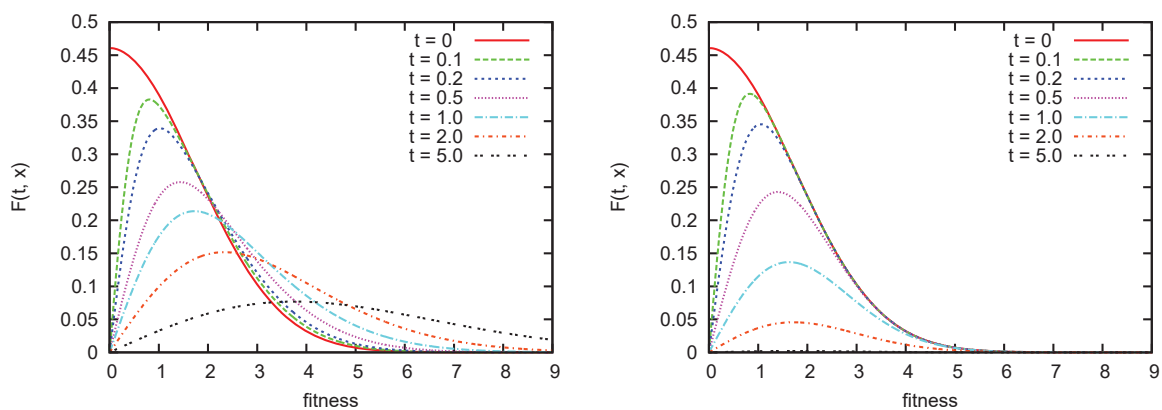 0.5
0.45
0.4
0.35
0.3
0.25
0.2
0.15
0.1
0.05
0
F(t, x)
t = 0
t = 0.1
t = 0.2
t = 0.5
t = 1.0
t = 2.0
t = 5.0
0 1 2 3 4 5 6 7 8 9
fitness
0.5
0.45
0.4
0.35
0.3
0.25
0.2
0.15
0.1
0.05
0
F(t, x)
t = 0
t = 0.1
t = 0.2
t = 0.5
t = 1.0
t = 2.0
t = 5.0
0 1 2 3 4 5 6 7 8 9
fitness